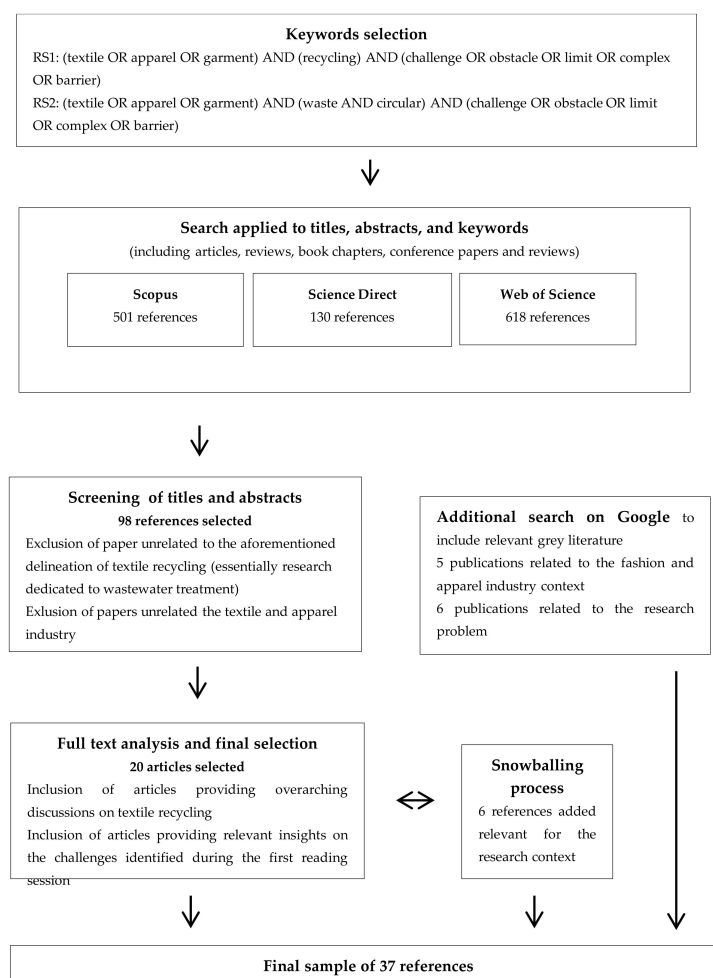 Keywords selection
RS1: (textile OR apparel OR garment) AND (recycling) AND (challenge OR obstacle OR limit OR complex
OR barrier)
RS2: (textile OR apparel OR garment) AND (waste AND circular) AND (challenge OR obstacle OR limit
OR complex OR barrier)
Search applied to titles, abstracts, and keywords
(including articles, reviews, book chapters, conference papers and reviews)
Scopus
501 references
Science Direct
130 references
Web of Science
618 references
Screening of titles and abstracts
98 references selected
Exclusion of paper unrelated to the aforementioned
delineation of textile recycling (essentially research
dedicated to wastewater treatment)
Exlusion of papers unrelated the textile and apparel
industry
Additional search on Google to
include relevant grey literature
5 publications related to the fashion and
apparel industry context
6 publications related to the research
problem
Full text analysis and final selection
20 articles selected
Inclusion of articles providing overarching
discussions on textile recycling
Inclusion of articles providing relevant insights on
the challenges identified during the first reading
session
Snowballing
process
6 references added
relevant for the
research context
Final sample of 37 references